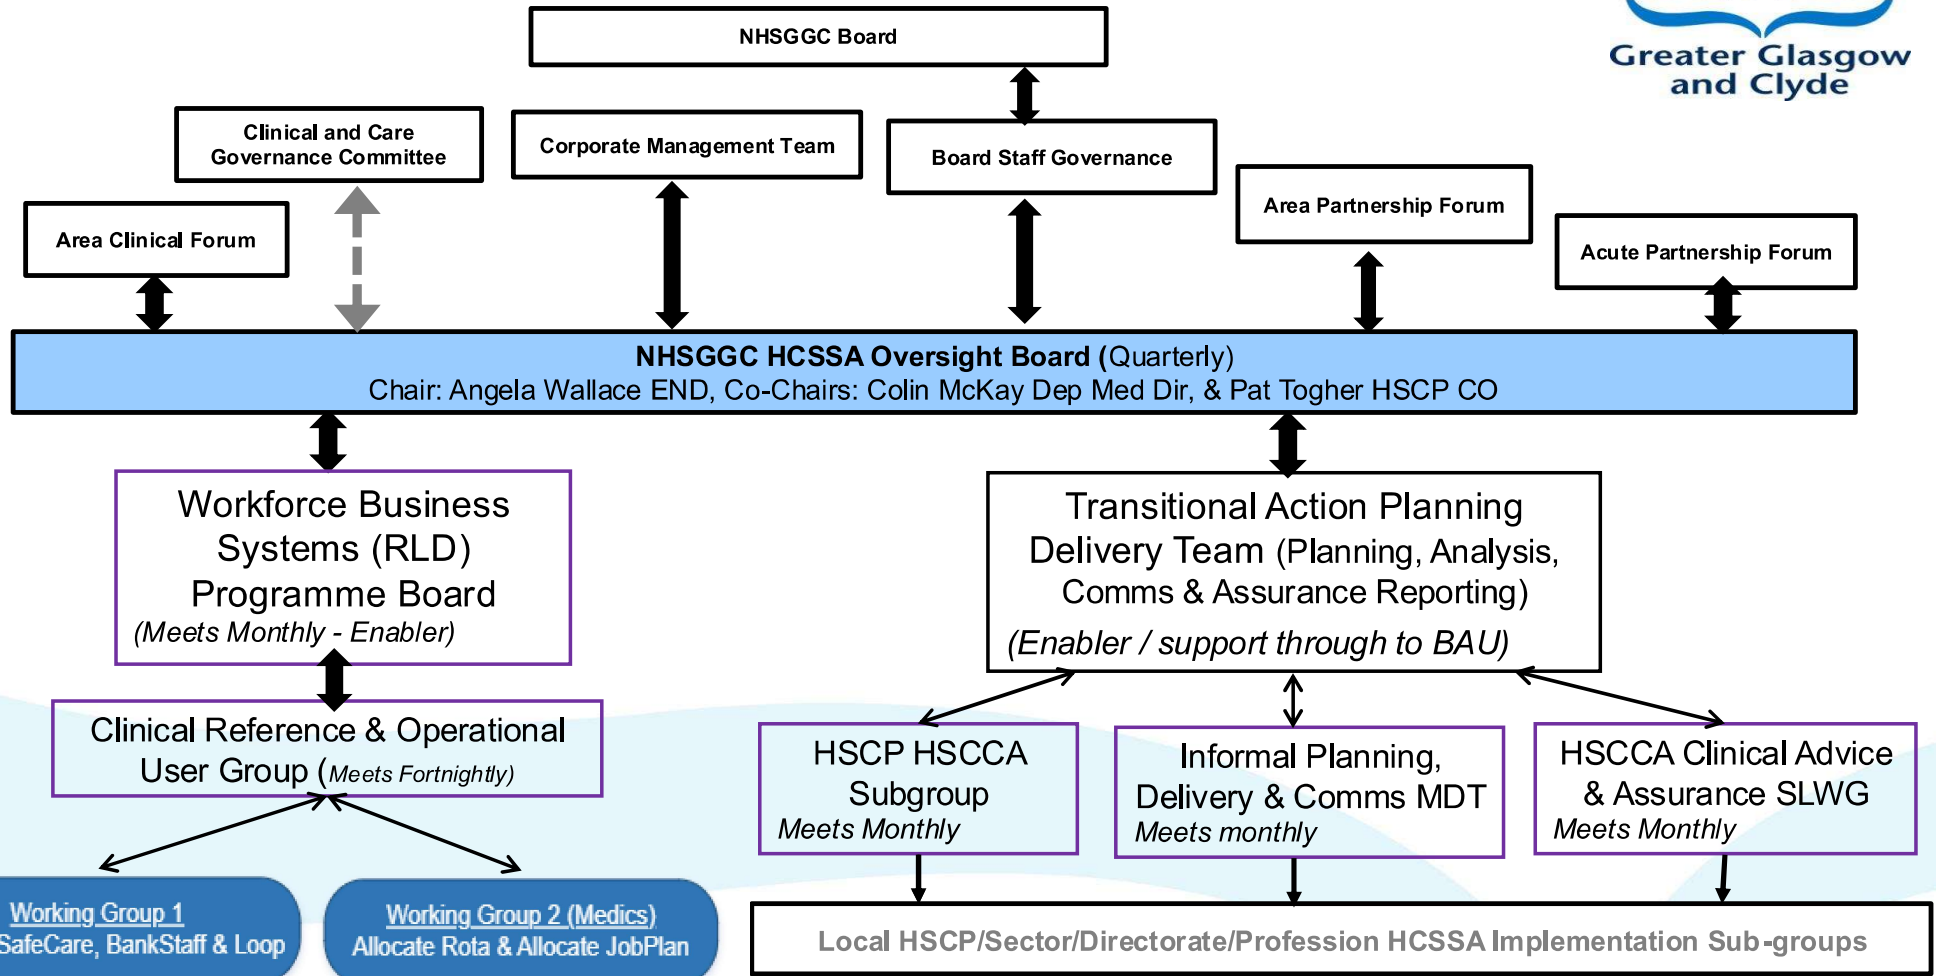 NHSGGC Board
Greater Glasgow
and Clyde
Clinical and Care
Governance Committee
Corporate Management Team
Board Staff Governance
Area Partnership Forum
Area Clinical Forum
Acute Partnership Forum
NHSGGC HCSSA Oversight Board (Quarterly)
Chair: Angela Wallace END, Co-Chairs: Colin McKay Dep Med Dir, & Pat Togher HSCP CO
Workforce Business
Systems (RLD)
Programme Board
(Meets Monthly - Enabler)
Transitional Action Planning
Delivery Team (Planning, Analysis,
Comms & Assurance Reporting)
(Enabler / support through to BAU)
Clinical Reference & Operational
User Group (Meets Fortnightly)
HSCP HSCCA
Subgroup
Meets Monthly
Informal Planning,
Delivery & Comms MDT
Meets monthly
HSCCA Clinical Advice
& Assurance SLWG
Meets Monthly
Working Group 1
SafeCare, BankStaff & Loop
Working Group 2 (Medics)
Allocate Rota & Allocate JobPlan
Local HSCP/Sector/Directorate/Profession HCSSA Implementation Sub-groups